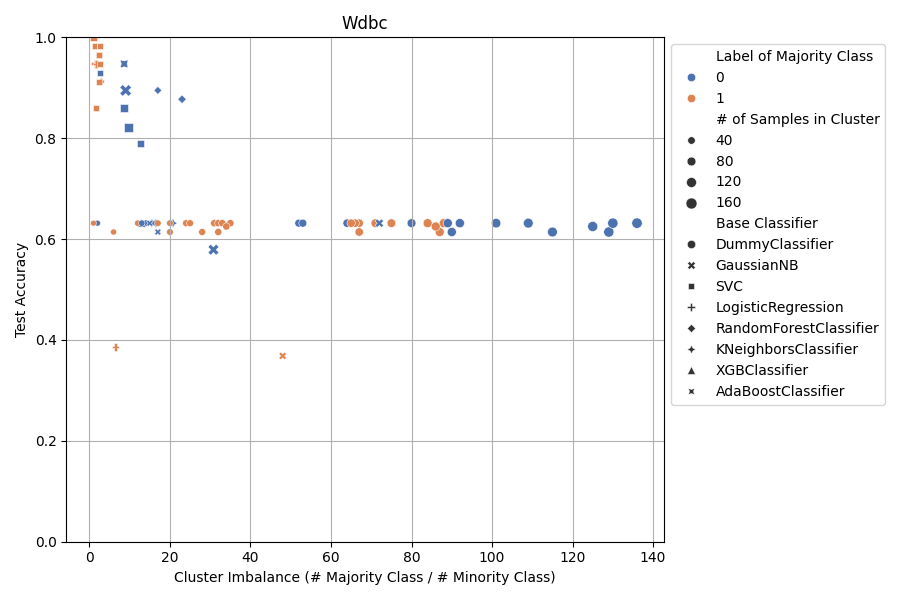 Wdbc
1.0
0.8
0.6
0.4
0.2
0.0
Test Accuracy
0
20
40
60
80
100
120
140
Cluster Imbalance (# Majority Class / # Minority Class)
Label of Majority Class
0
1
# of Samples in Cluster
40
80
120
160
Base Classifier
DummyClassifier
GaussianNB
SVC
LogisticRegression
RandomForestClassifier
KNeighborsClassifier
XGBClassifier
AdaBoostClassifier